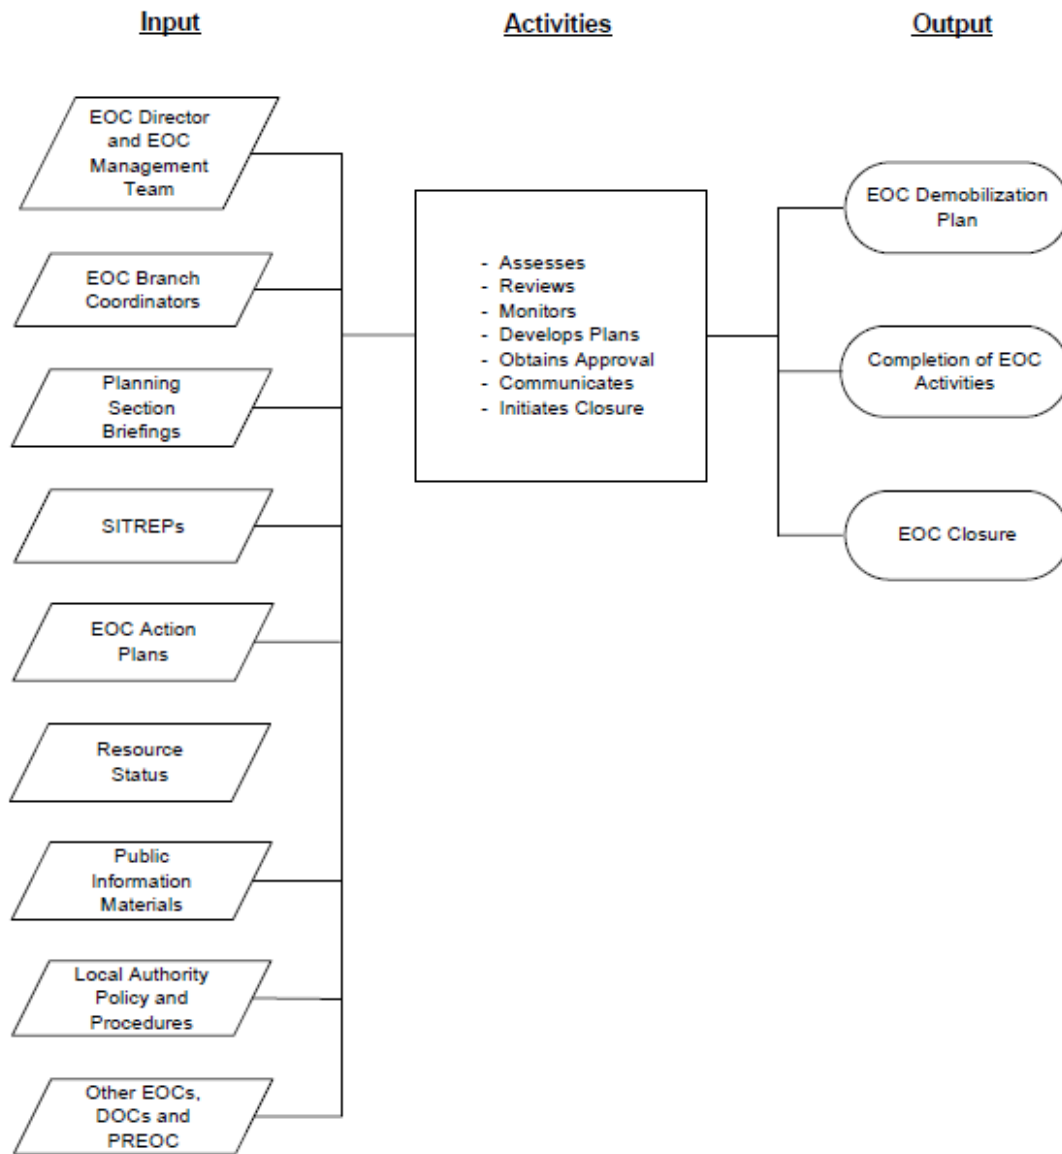 Input
Activities
Output
EOC Director
and EOC
Management
Team
EOC Branch
Coordinators
Planning
Section
Briefings
SITREPs
EOC Action
Plans
Resource
Status
Public
Information
Materials
Local Authority
Policy and
Procedures
Other EOCs,
DOCs and
PREOC
- Assesses
- Reviews
- Monitors
- Develops Plans
- Obtains Approval
- Communicates
- Initiates Closure
EOC Demobilization
Plan
Completion of EOC
Activities
EOC Closure